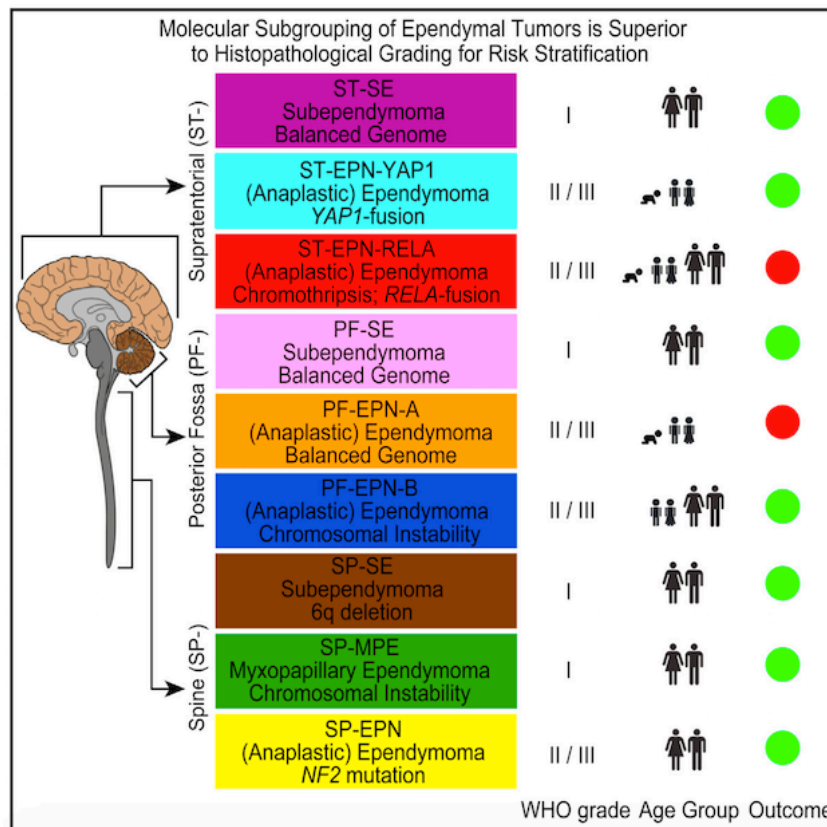 Molecular Subgrouping of Ependymal Tumors is Superior
to Histopathological Grading for Risk Stratification
Supratentorial (ST-)
ST-SE
Subependymoma
Balanced Genome
I
ST-EPN-YAP1
(Anaplastic) Ependymoma
YAP1-fusion
II / III
ST-EPN-RELA
(Anaplastic) Ependymoma
Chromothripsis; RELA-fusion
II / III
Posterior Fossa (PF-)
PF-SE
Subependymoma
Balanced Genome
I
PF-EPN-A
(Anaplastic) Ependymoma
Balanced Genome
II / III
PF-EPN-B
(Anaplastic) Ependymoma
Chromosomal Instability
II / III
Spine (SP-)
SP-SE
Subependymoma
6q deletion
I
SP-MPE
Myxopapillary Ependymoma
Chromosomal Instability
I
SP-EPN
(Anaplastic) Ependymoma
NF2 mutation
II / III
WHO grade Age Group Outcome